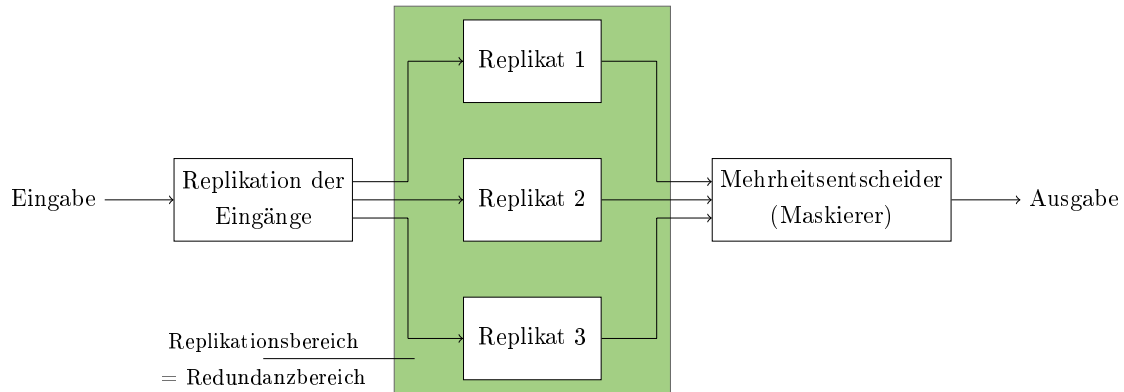 Replikat 1
Eingabe
Replikation der
Eingänge
Replikat 2
Mehrheitsentscheider
(Maskierer)
Ausgabe
Replikat 3
Replikationsbereich
= Redundanzbereich